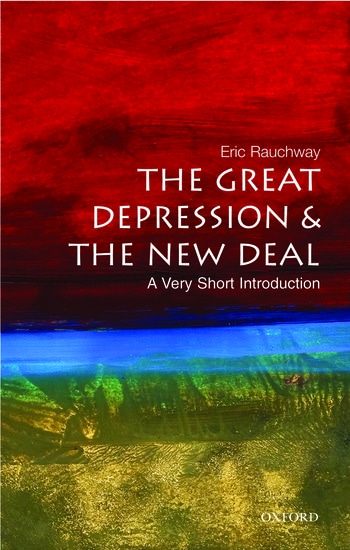 Eric Rauchway
THE GREAT
DEPRESSION &
THE NEW DEAL
A Very Short Introduction
OXFORD